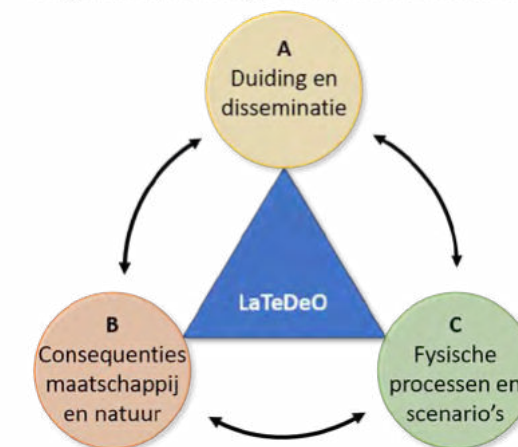 A
Duiding en
disseminatie
LaTeDeO
B
Consequenties
maatschappij
en natuur
C
Fysische
processen en
scenario's